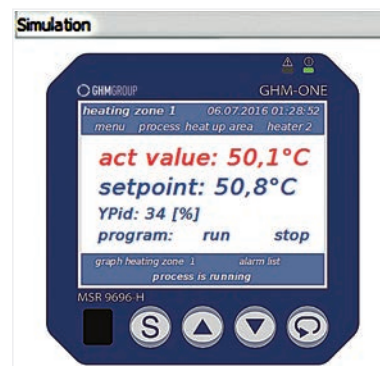 Simulation
GHMGROUP GHM-ONE
heating zone 1 06.07.2016 01:28:52
menu process heat up area heater 2
act value: 50,1°C
setpoint: 50,8°C
YPid: 34 [%]
program: run stop
graph heating zone 1 alarm list
process is running
MSR 9696-H
S